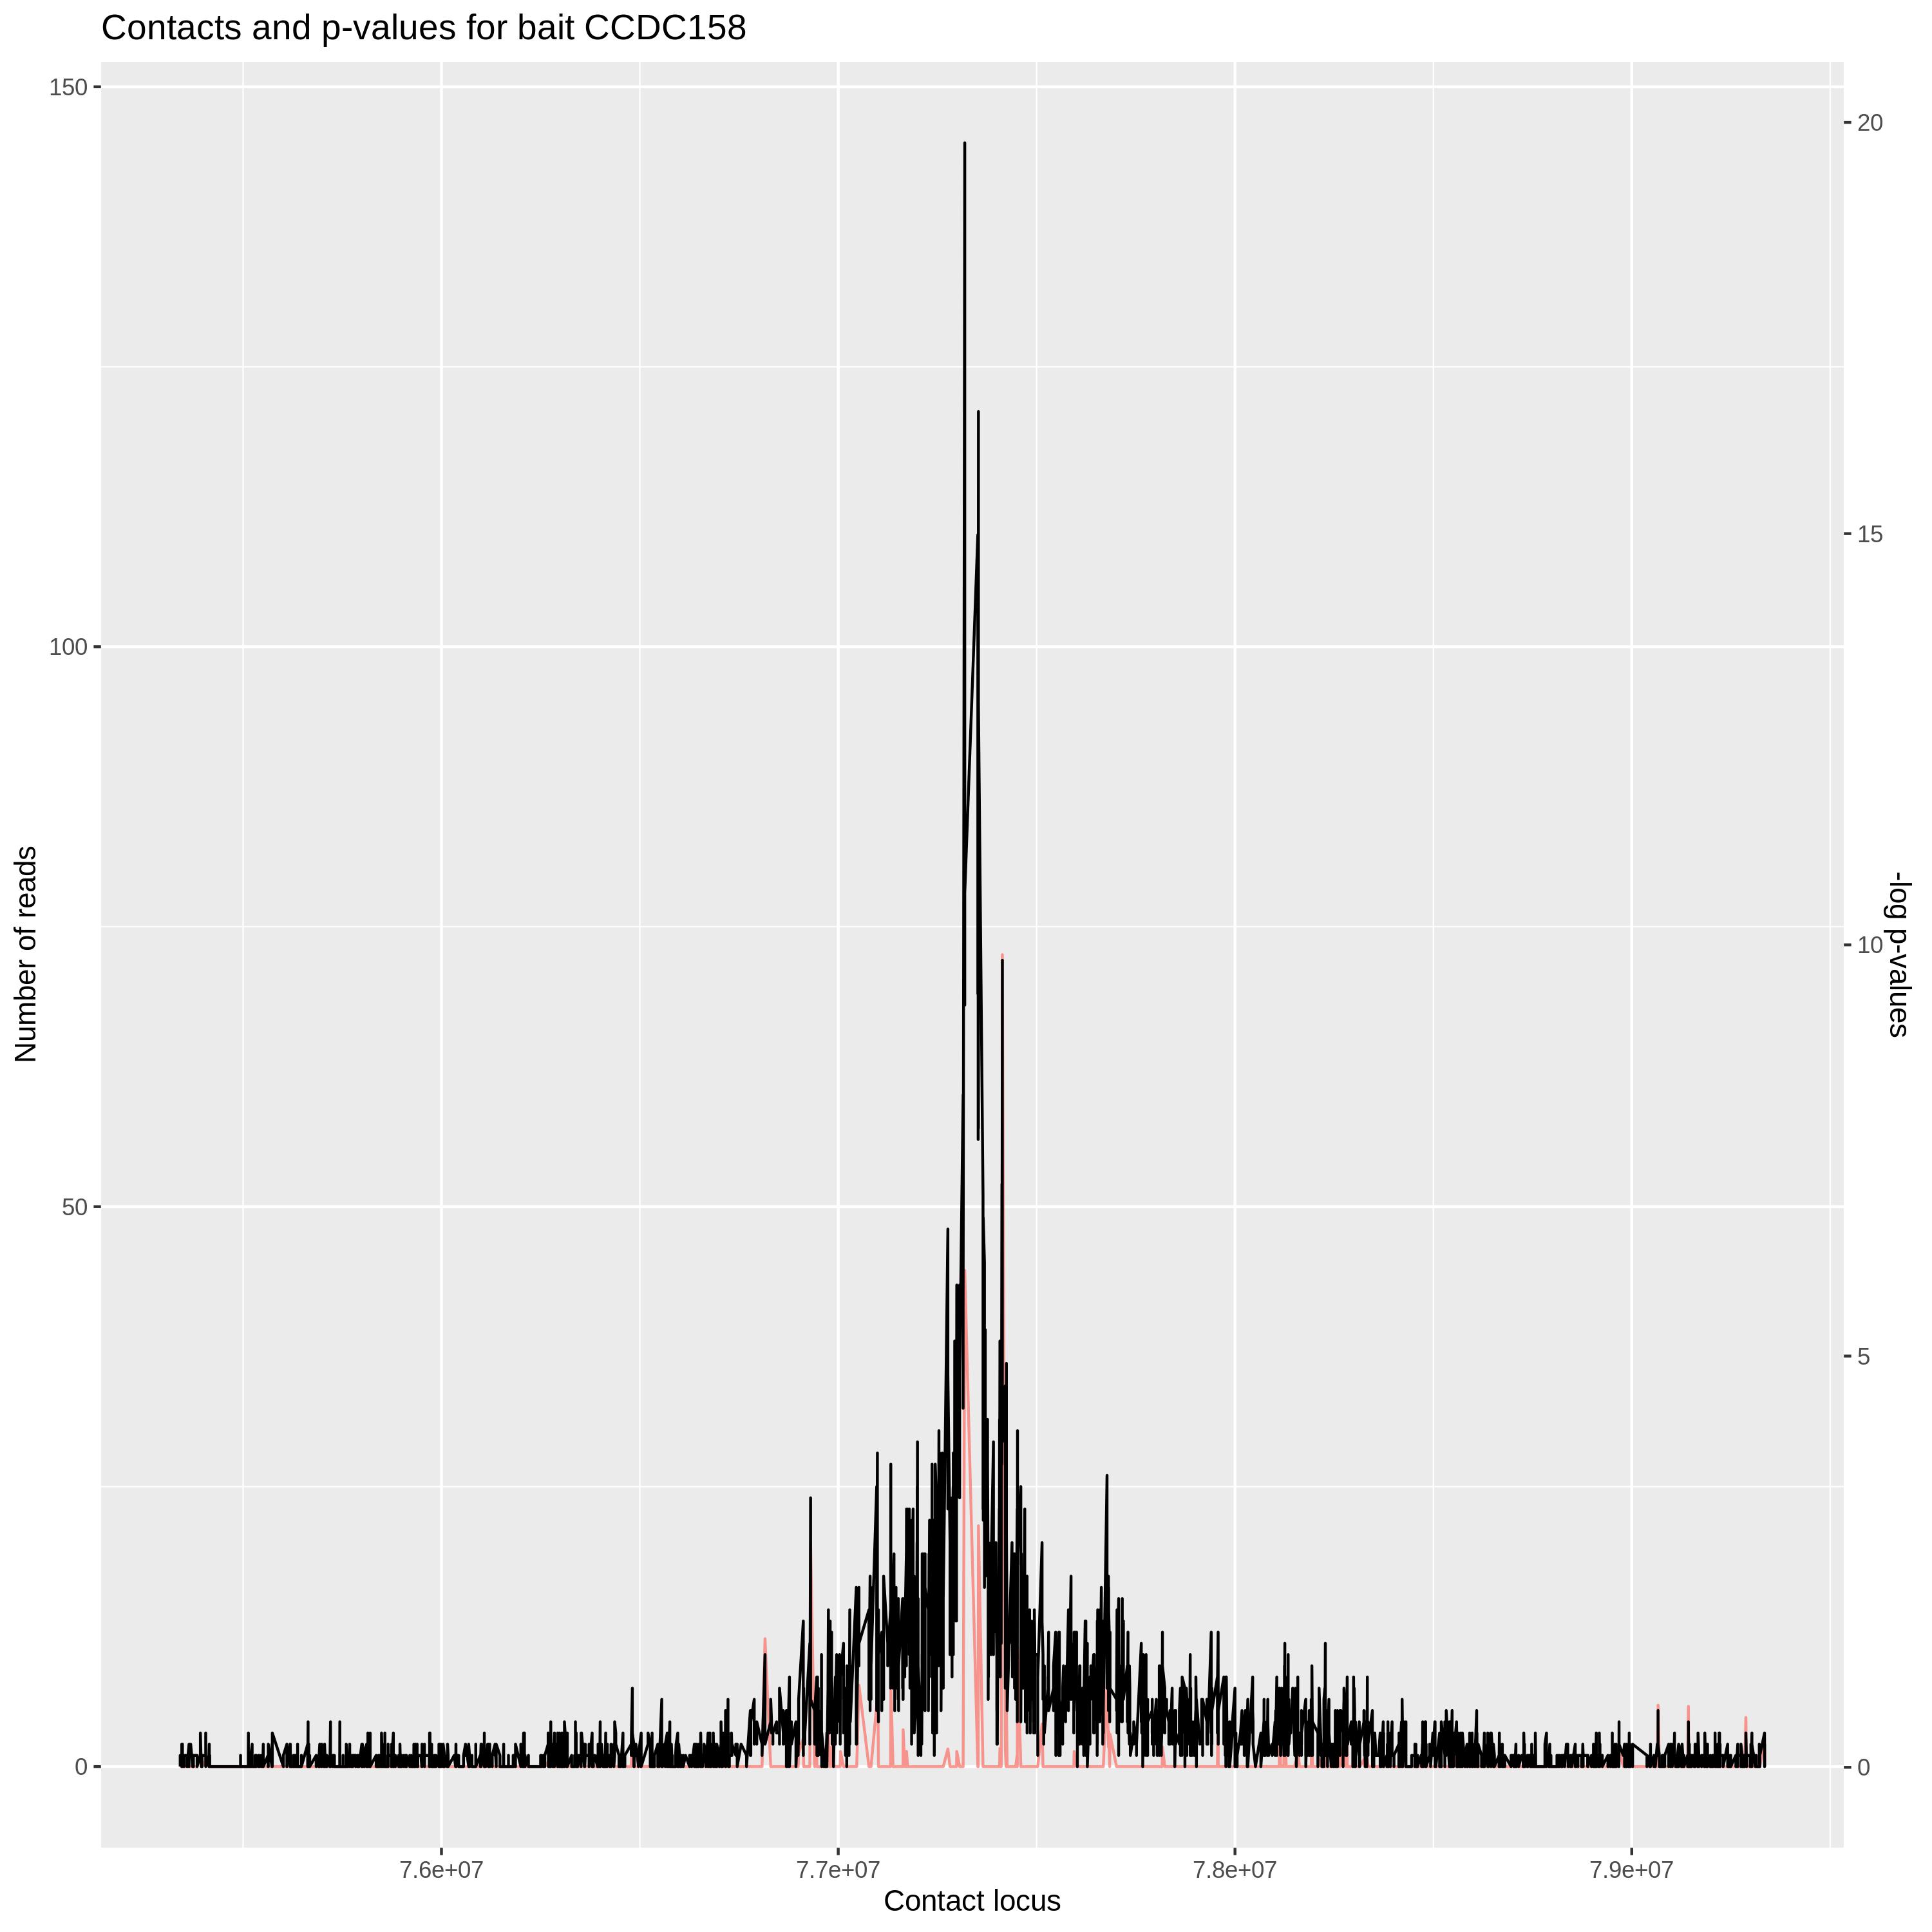 Contacts and p-values for bait CCDC158
150
100
50
0
Number of reads
20
15
10
5
0
-log p-values
7.6e+07
7.7e+07
7.8e+07
7.9e+07
Contact locus